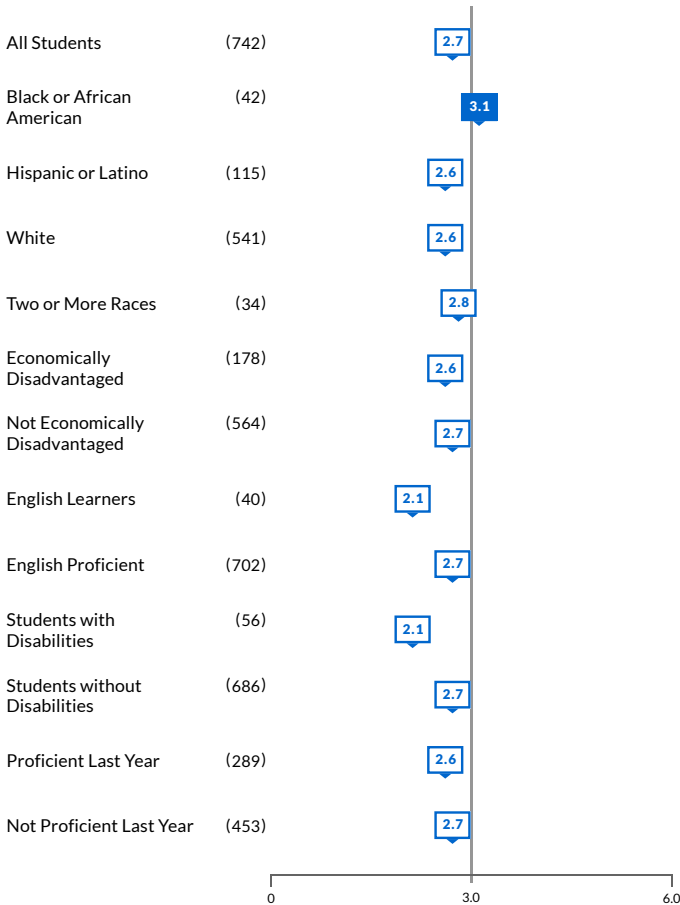 All Students (742) 2.7
Black or African (42)
American
3.1
Hispanic or Latino (115) 2.6
White (541) 2.6
Two or More Races (34) 2.8
Economically (178)
Disadvantaged
2.6
Not Economically (564)
Disadvantaged
2.7
English Learners (40) 2.1
English Proficient (702) 2.7
Students with (56)
Disabilities
2.1
Students without (686)
Disabilities
2.7
Proficient Last Year (289) 2.6
Not Proficient Last Year (453) 2.7
0 3.0 6.0